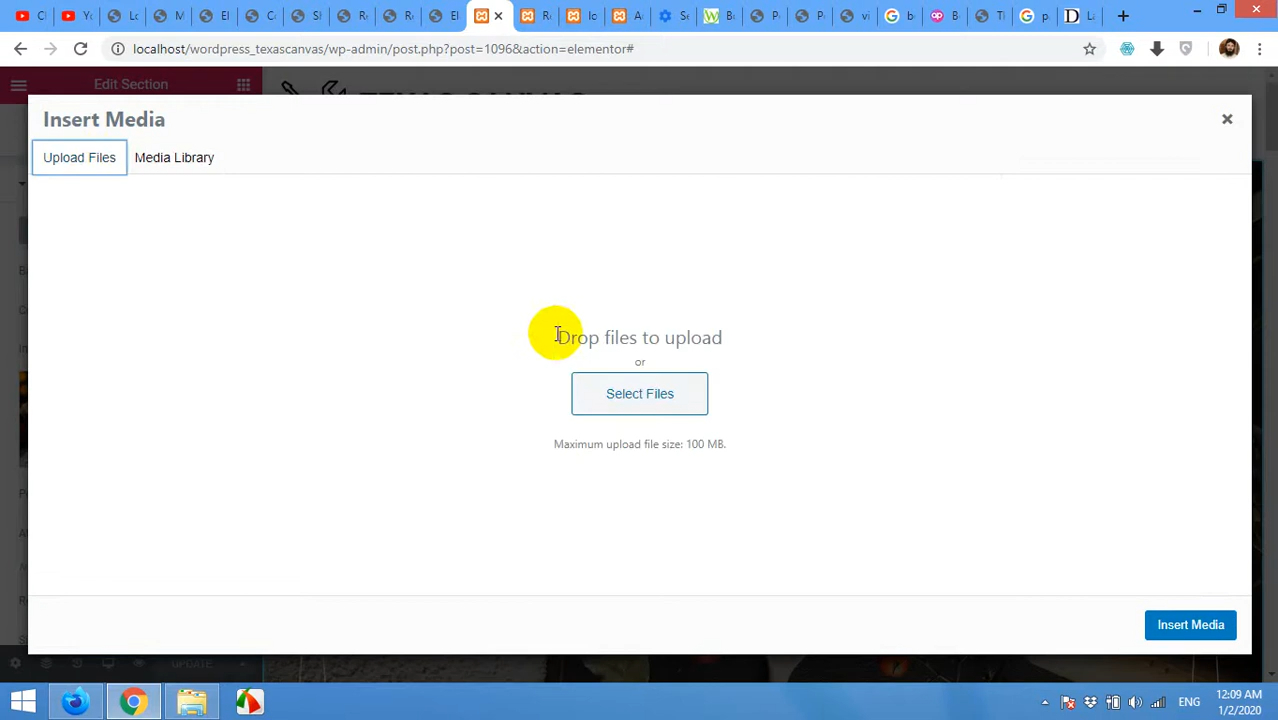 localhost/wordpress_texascanvas/wp-admin/post.php?post=1096&action=elementor#
Edit Section
Insert Media
Upload Files
Media Library
Drop files to upload
or
Select Files
Maximum upload file size: 100 MB.
Insert Media
UPDATE
ENG
12:09 AM
1/2/2020